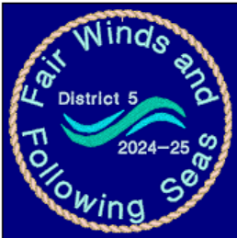 Fair Winds and
District 5
2024-25
Following Seas